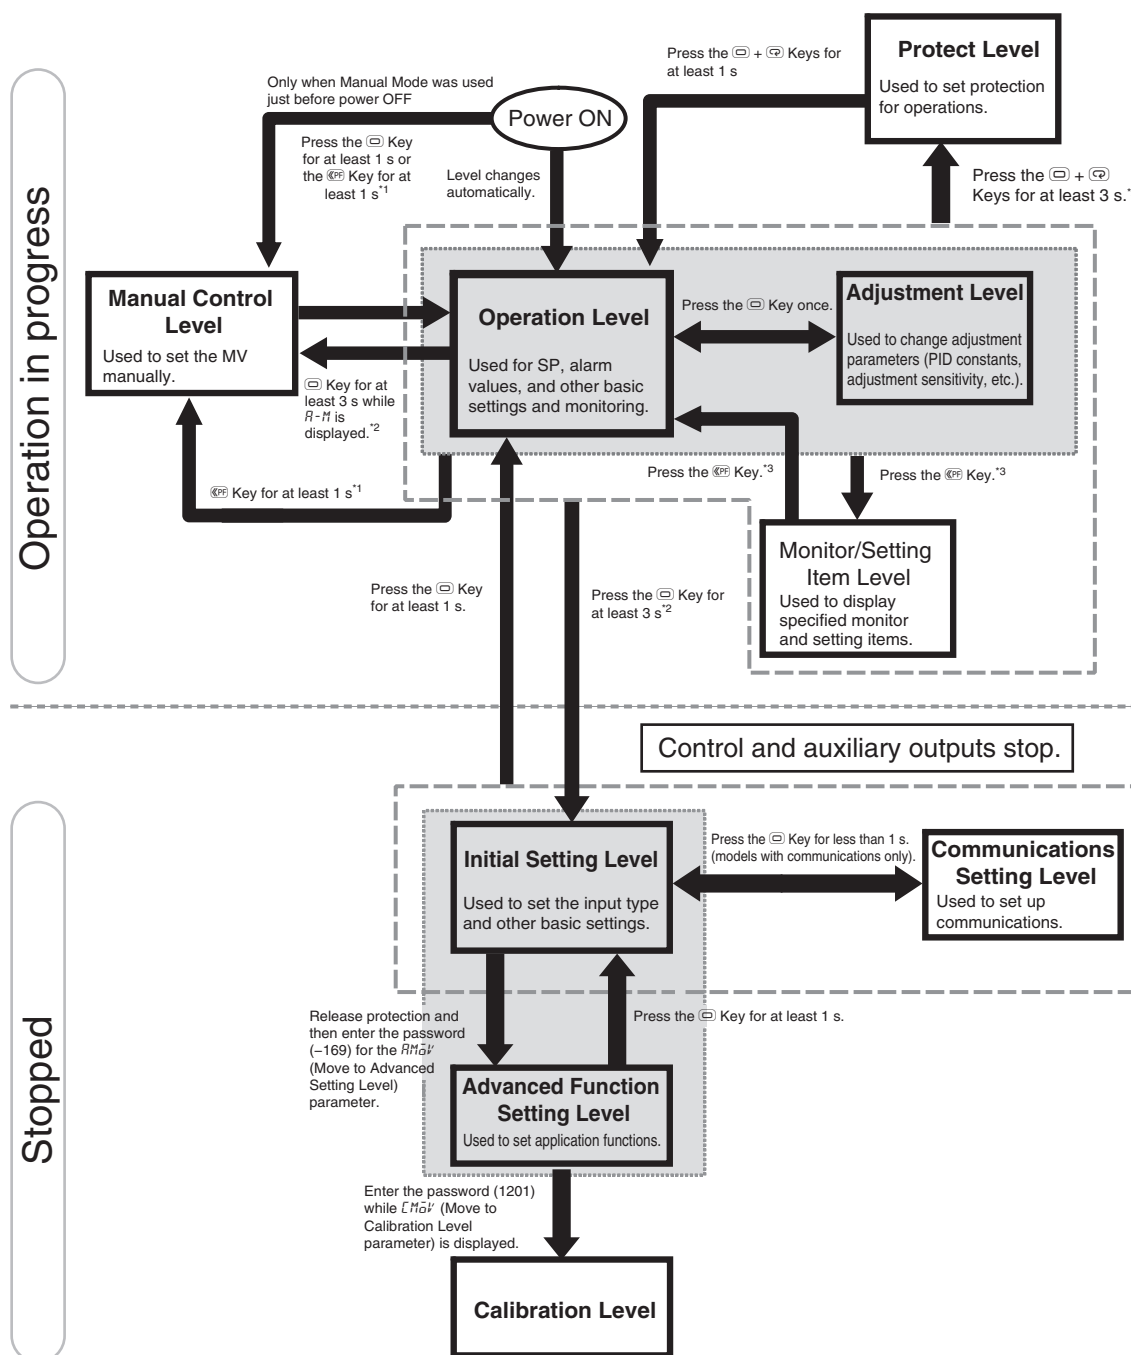 Operation in progress
Stopped
Protect Level
Used to set protection
for operations.
Press the + Keys for
at least 1 s
Press the +
Keys for at least 3 s.*
Only when Manual Mode was used
just before power OFF
Power ON
Press the Key
for at least 1 s or
the PF Key for at
least 1 s*1
Level changes
automatically.
Manual Control
Level
Used to set the MV
manually.
Operation Level
Used for SP, alarm
values, and other basic
settings and monitoring.
Press the Key once.
Adjustment Level
Used to change adjustment
parameters (PID constants,
adjustment sensitivity, etc.).
Key for at
least 3 s while
A-M is
displayed.*2
PF Key for at least 1 s*1
Press the PF Key.*3
Press the PF Key.*3
Monitor/Setting
Item Level
Used to display
specified monitor
and setting items.
Press the Key
for at least 1 s.
Press the Key for
at least 3 s*2
Control and auxiliary outputs stop.
Initial Setting Level
Used to set the input type
and other basic settings.
Press the Key for less than 1 s.
(models with communications only).
Communications
Setting Level
Used to set up
communications.
Release protection and
then enter the password
(−169) for the AMoV
(Move to Advanced
Setting Level)
parameter.
Press the Key for at least 1 s.
Advanced Function
Setting Level
Used to set application functions.
Enter the password (1201)
while CMoV (Move to
Calibration Level
parameter) is displayed.
Calibration Level